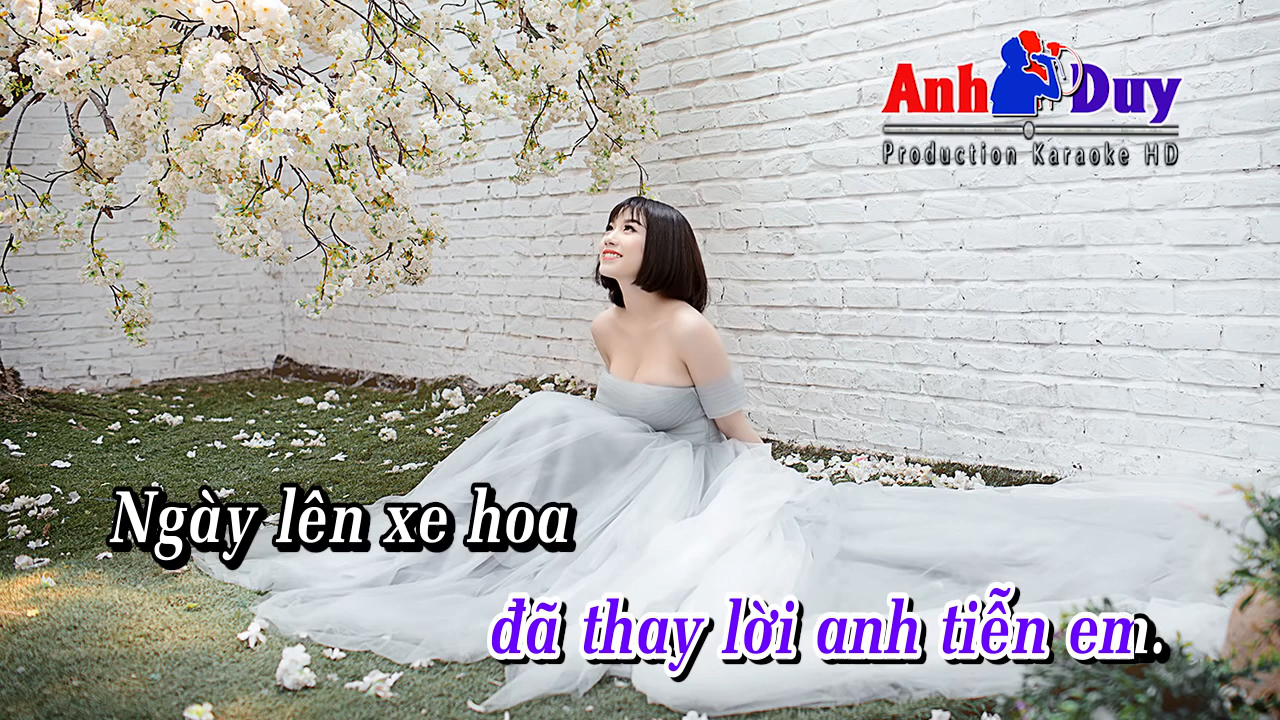 Anh Duy
Production Karaoke HD
Ngày lên xe hoa
đã thay lời anh tiễn em.